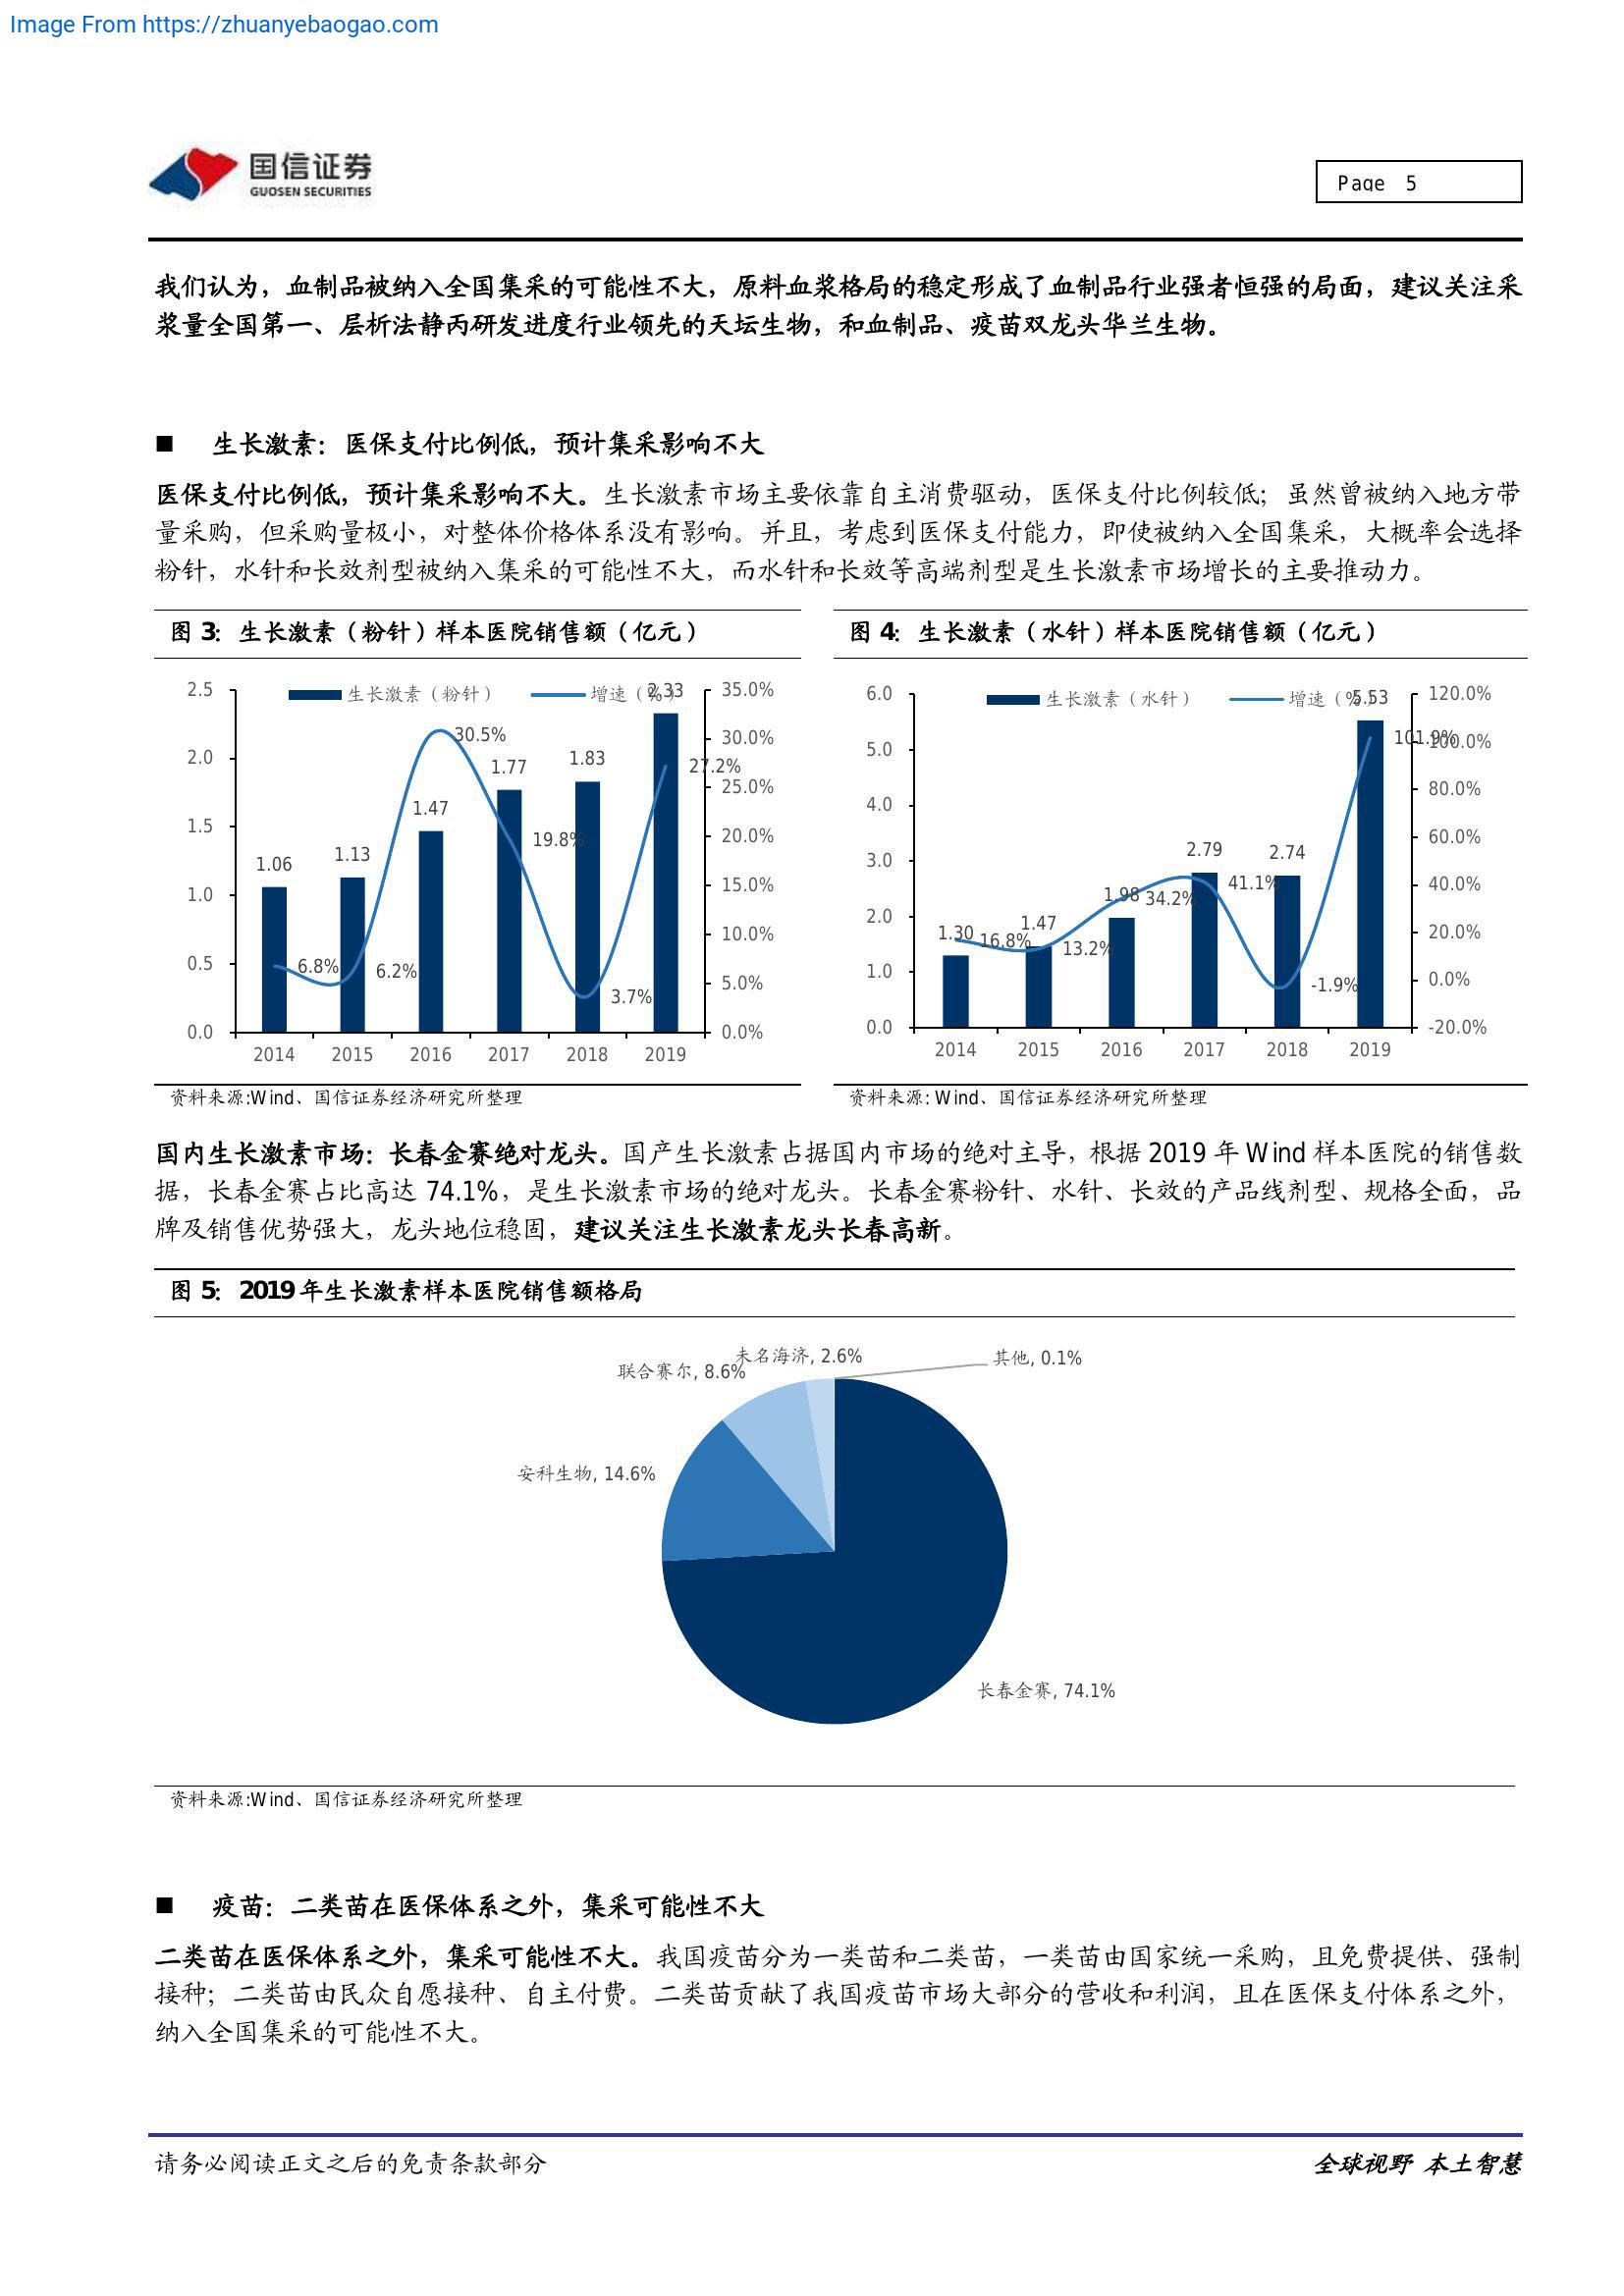 Image From https://zhuanyebaogao.com
国信证券
GUOSEN SECURITIES
Page 5
我们认为，血制品被纳入全国集采的可能性不大，原料血浆格局的稳定形成了血制品行业强者恒强的局面，建议关注采
浆量全国第一、层析法静丙研发进度行业领先的天坛生物，和血制品、疫苗双龙头华兰生物。
■ 生长激素：医保支付比例低，预计集采影响不大
医保支付比例低，预计集采影响不大。生长激素市场主要依靠自主消费驱动，医保支付比例较低；虽然曾被纳入地方带
量采购，但采购量极小，对整体价格体系没有影响。并且，考虑到医保支付能力，即使被纳入全国集采，大概率会选择
粉针，水针和长效剂型被纳入集采的可能性不大，而水针和长效等高端剂型是生长激素市场增长的主要推动力。
图 3：生长激素（粉针）样本医院销售额（亿元）
生长激素（粉针） 增速（%）
2.5
2.0
1.5
1.0
0.5
0.0
1.06
1.13
1.47
1.77
1.83
2.33
6.8%
6.2%
30.5%
19.8%
3.7%
27.2%
35.0%
30.0%
25.0%
20.0%
15.0%
10.0%
5.0%
0.0%
2014 2015 2016 2017 2018 2019
资料来源:Wind、国信证券经济研究所整理
图 4：生长激素（水针）样本医院销售额（亿元）
生长激素（水针） 增速（%）
6.0
5.0
4.0
3.0
2.0
1.0
0.0
1.30
1.47
1.98
2.79
2.74
5.53
16.8%
13.2%
34.2%
41.1%
-1.9%
101.9%
120.0%
100.0%
80.0%
60.0%
40.0%
20.0%
0.0%
-20.0%
2014 2015 2016 2017 2018 2019
资料来源: Wind、国信证券经济研究所整理
国内生长激素市场：长春金赛绝对龙头。国产生长激素占据国内市场的绝对主导，根据 2019 年 Wind 样本医院的销售数
据，长春金赛占比高达 74.1%，是生长激素市场的绝对龙头。长春金赛粉针、水针、长效的产品线剂型、规格全面，品
牌及销售优势强大，龙头地位稳固，建议关注生长激素龙头长春高新。
图 5：2019 年生长激素样本医院销售额格局
未名海济, 2.6%
其他, 0.1%
联合赛尔, 8.6%
安科生物, 14.6%
长春金赛, 74.1%
资料来源:Wind、国信证券经济研究所整理
■ 疫苗：二类苗在医保体系之外，集采可能性不大
二类苗在医保体系之外，集采可能性不大。我国疫苗分为一类苗和二类苗，一类苗由国家统一采购，且免费提供、强制
接种；二类苗由民众自愿接种、自主付费。二类苗贡献了我国疫苗市场大部分的营收和利润，且在医保支付体系之外，
纳入全国集采的可能性不大。
请务必阅读正文之后的免责条款部分
全球视野 本土智慧